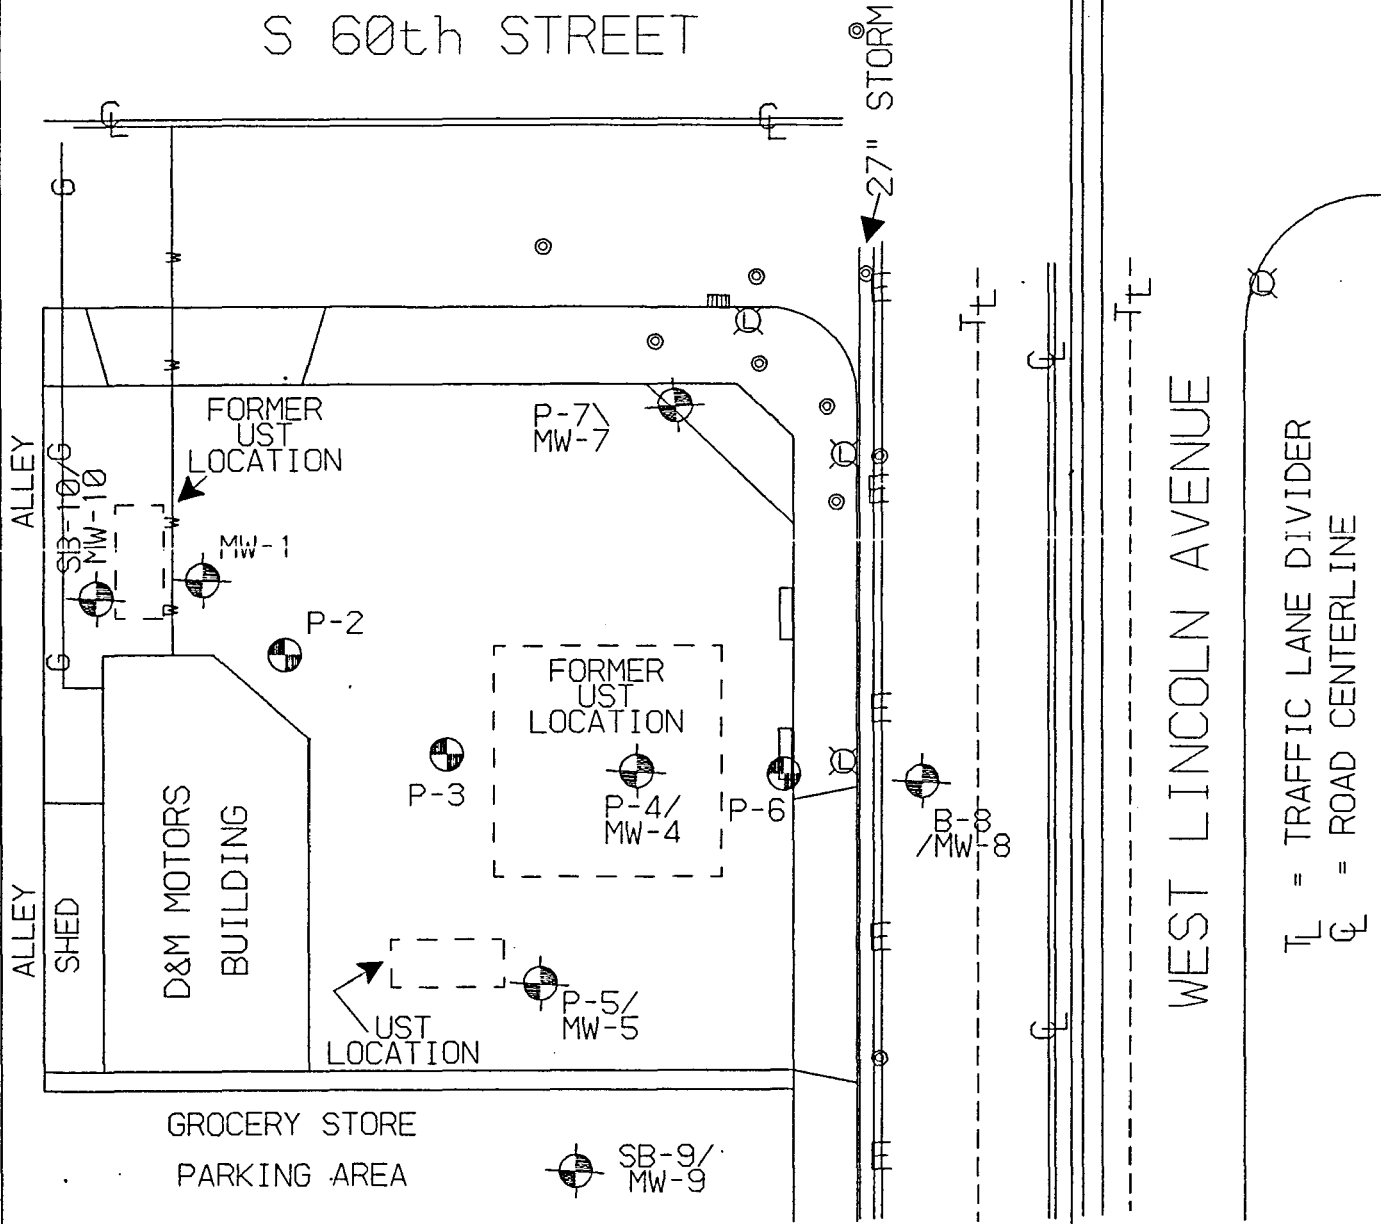 S 60th STREET
27" STORM
C L
C L
G
W
W
FORMER
UST
LOCATION
P-7\
MW-7
L
L
L
E
T L
T L
C L
L
ALLEY
G
SB-10/
MW-10
W
MW-1
W
G
P-2
E
FORMER
UST
LOCATION
P-3
P-4/
MW-4
P-6
B-8
/MW-8
E
WEST LINCOLN AVENUE
T L = TRAFFIC LANE DIVIDER
C L = ROAD CENTERLINE
ALLEY
SHED
D&M MOTORS
BUILDING
UST
LOCATION
P-5/
MW-5
E
C L
GROCERY STORE
PARKING AREA
SB-9/
MW-9
E
E